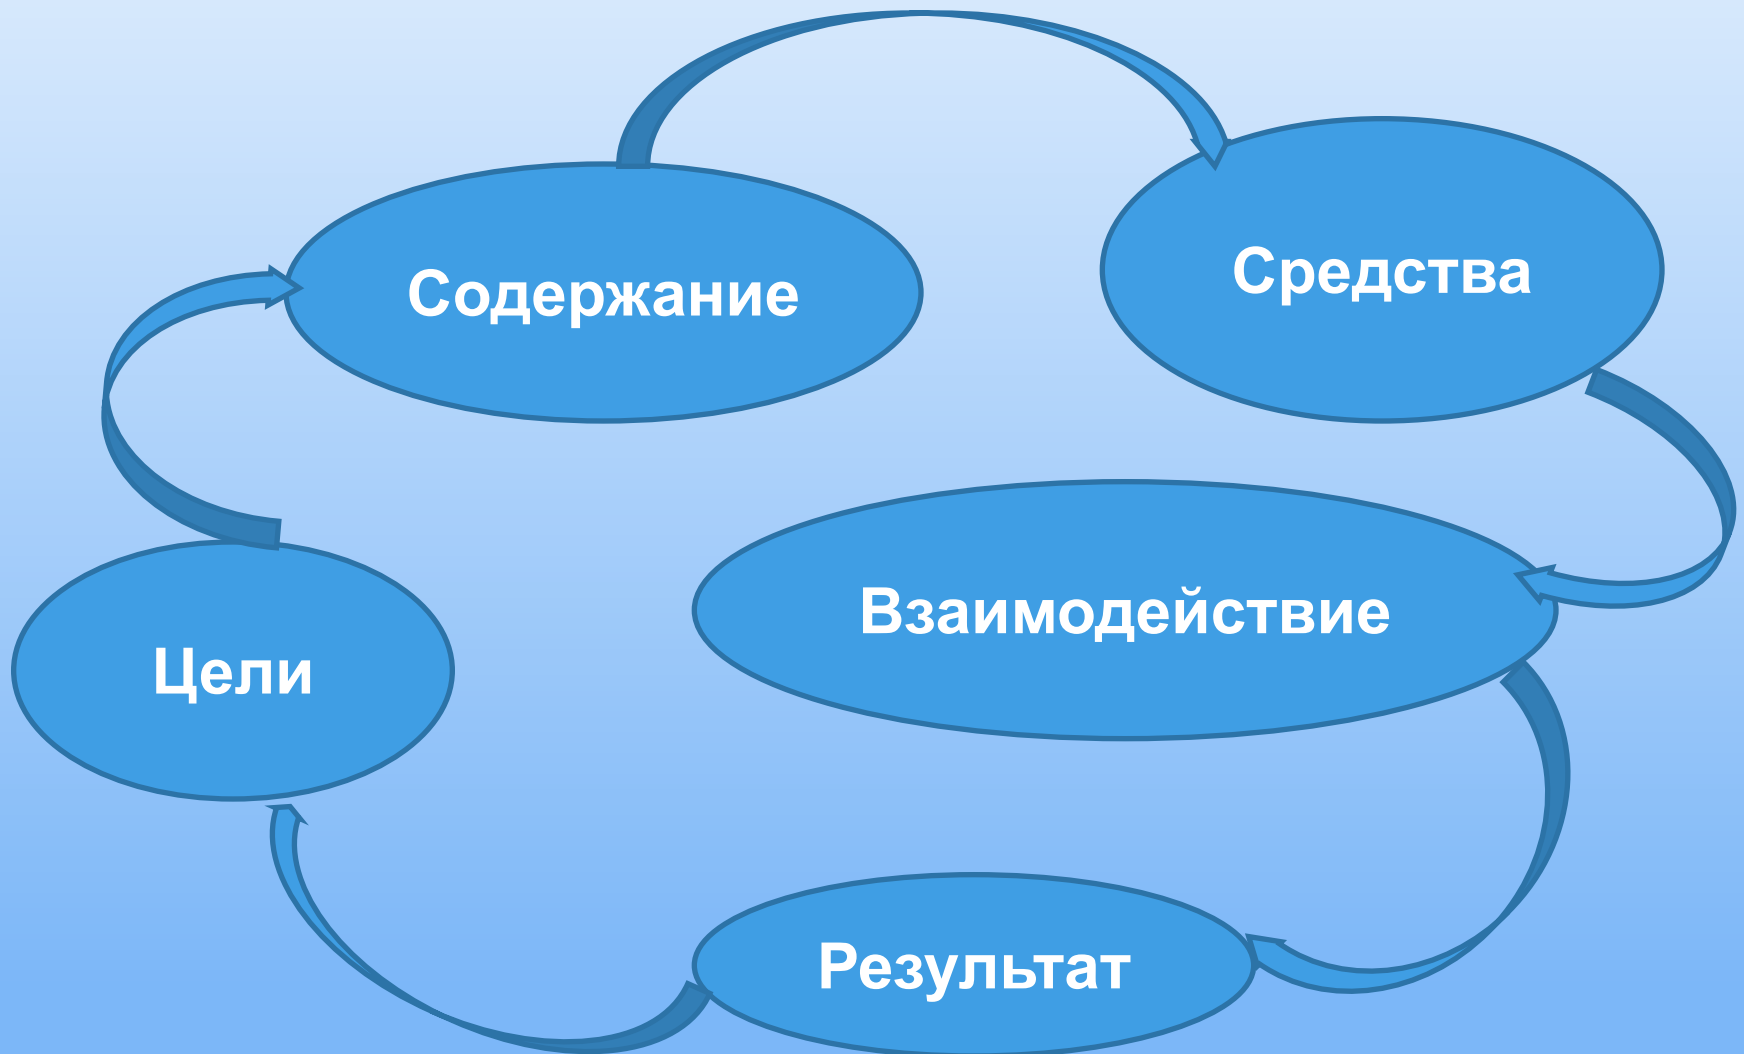 Содержание
Средства
Взаимодействие
Цели
Результат